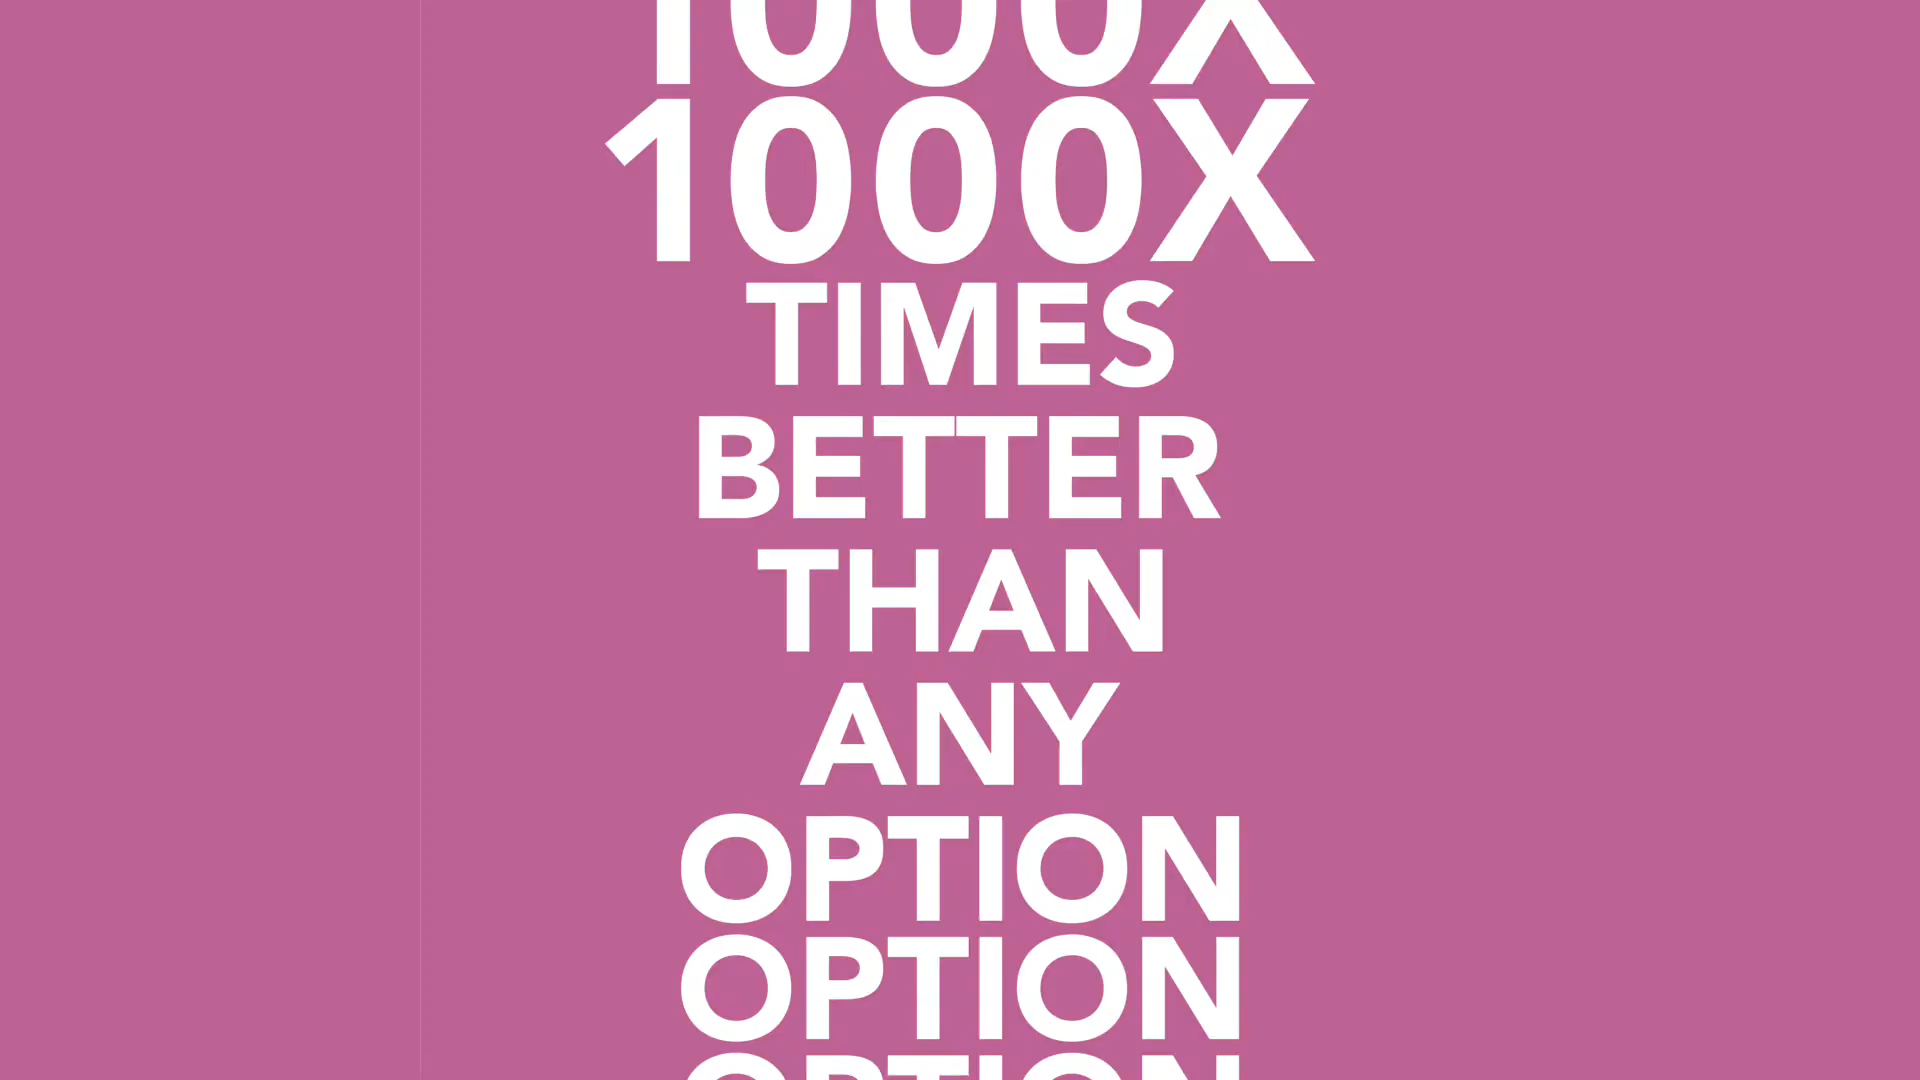 1000X
1000X
TIMES
BETTER
THAN
ANY
OPTION
OPTION
OPTION